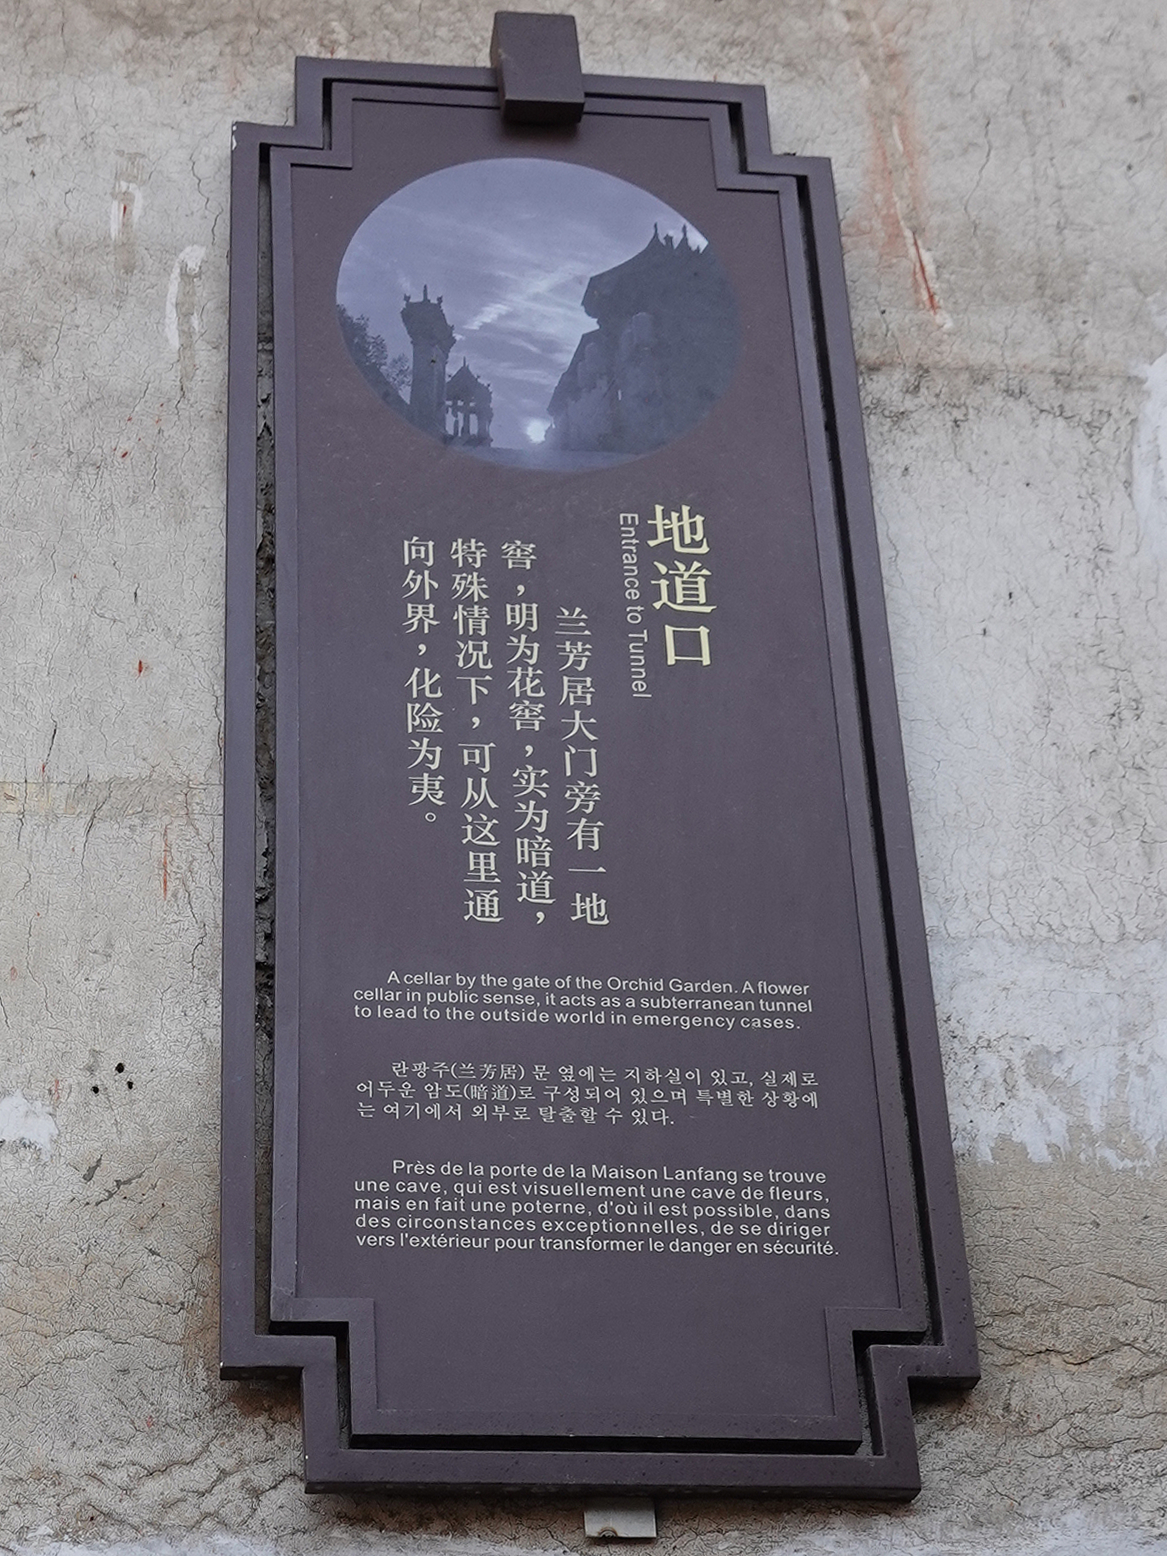 地道口
Entrance to Tunnel
兰芳居大门旁有一地
窖，明为花窖，实为暗道，
特殊情况下，可从这里通
向外界，化险为夷。
A cellar by the gate of the Orchid Garden. A flower
cellar in public sense, it acts as a subterranean tunnel
to lead to the outside world in emergency cases.
란팡주(兰芳居) 문 옆에는 지하실이 있고, 실제로
어두운 암도(暗道)로 구성되어 있으며 특별한 상황에
는 여기에서 외부로 탈출할 수 있다.
Près de la porte de la Maison Lanfang se trouve
une cave, qui est visuellement une cave de fleurs,
mais en fait une poterne, d'où il est possible, dans
des circonstances exceptionnelles, de se diriger
vers l'extérieur pour transformer le danger en sécurité.